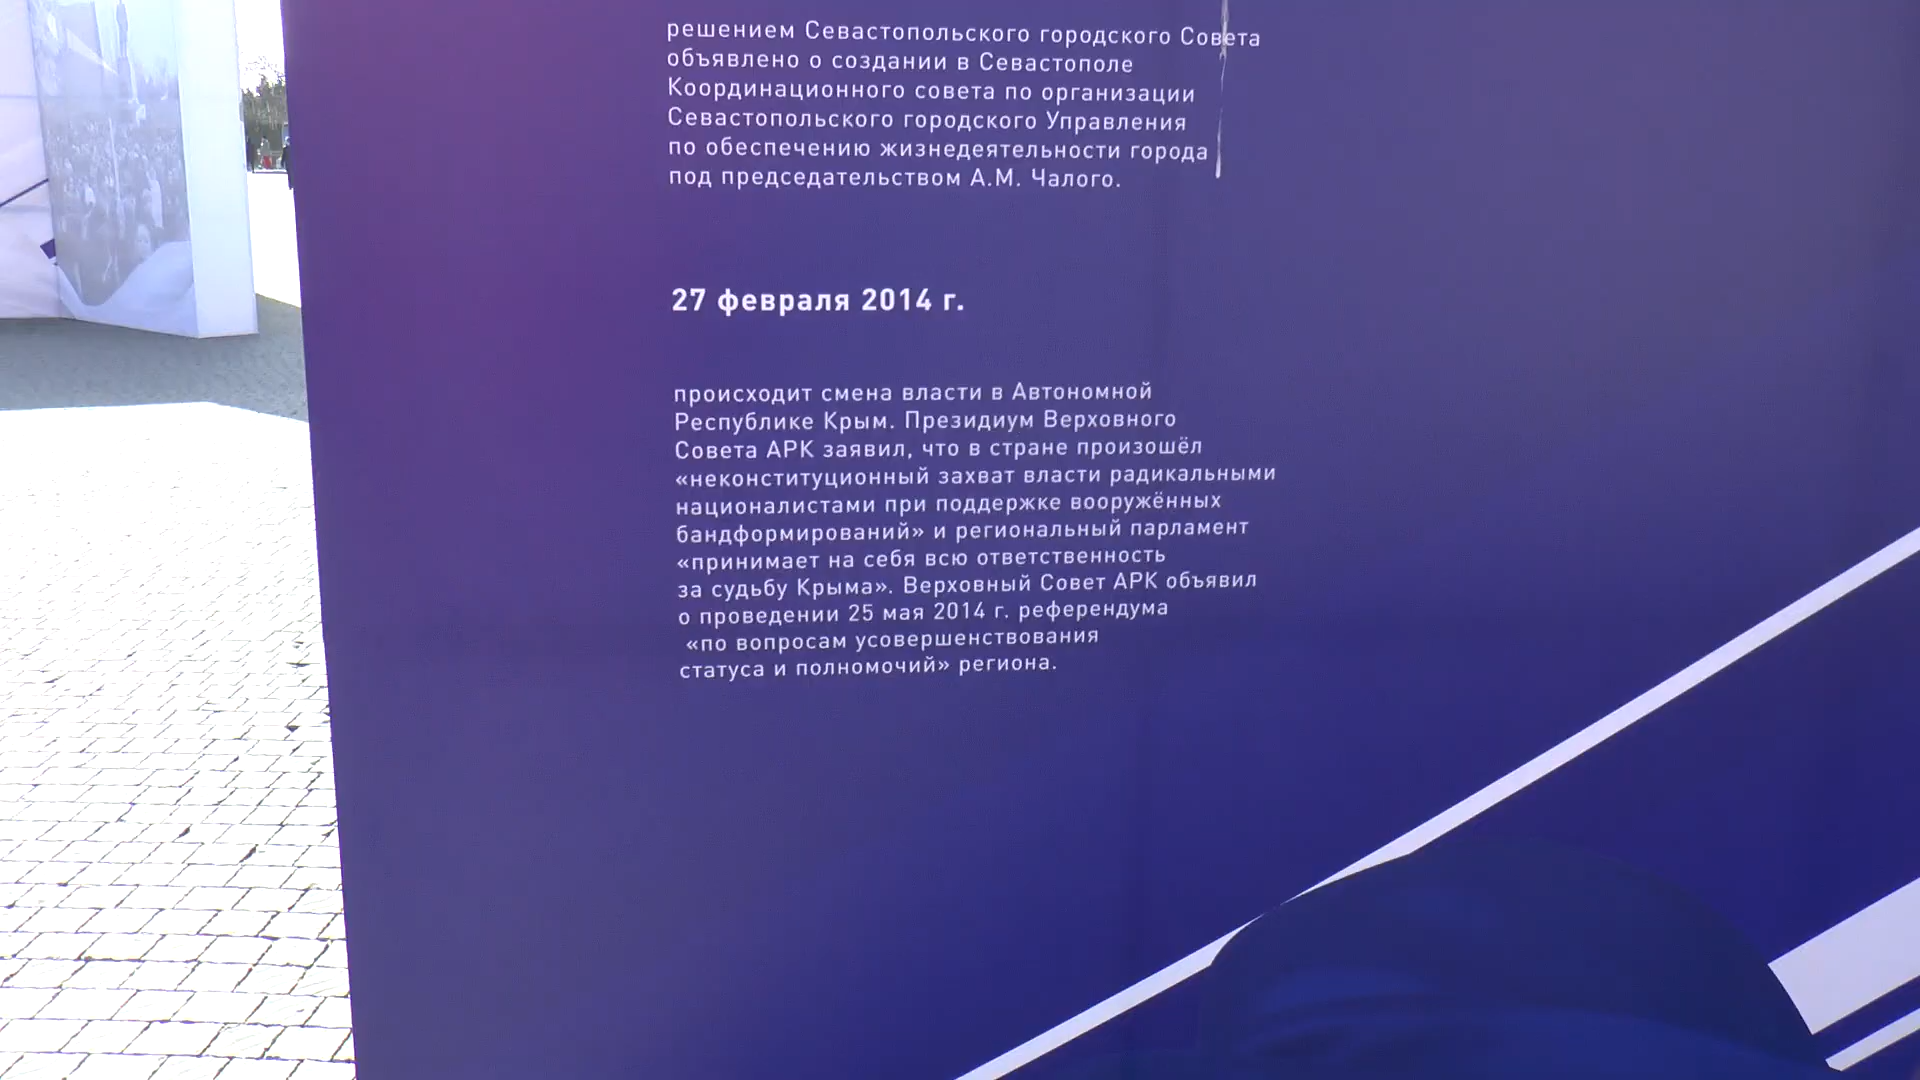 решением Севастопольского городского Совета
объявлено о создании в Севастополе
Координационного совета по организации
Севастопольского городского Управления
по обеспечению жизнедеятельности города
под председательством А.М. Чалого.
27 февраля 2014 г.
происходит смена власти в Автономной
Республике Крым. Президиум Верховного
Совета АРК заявил, что в стране произошёл
«неконституционный захват власти радикальными
националистами при поддержке вооружённых
бандформирований» и региональный парламент
«принимает на себя всю ответственность
за судьбу Крыма». Верховный Совет АРК объявил
о проведении 25 мая 2014 г. референдума
«по вопросам усовершенствования
статуса и полномочий» региона.